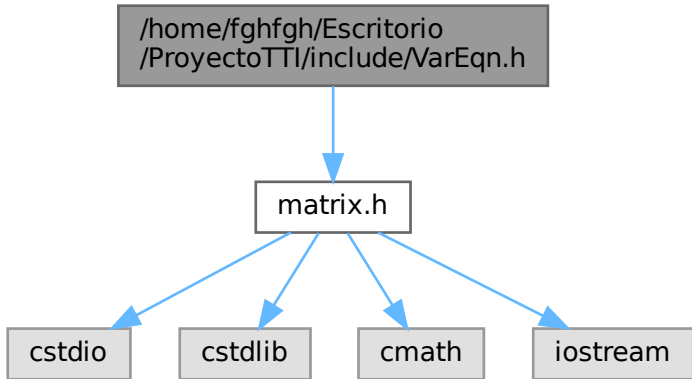 /home/fghfgh/Escritorio
/ProyectoTTI/include/VarEqn.h
matrix.h
cstdio
cstdlib
cmath
iostream